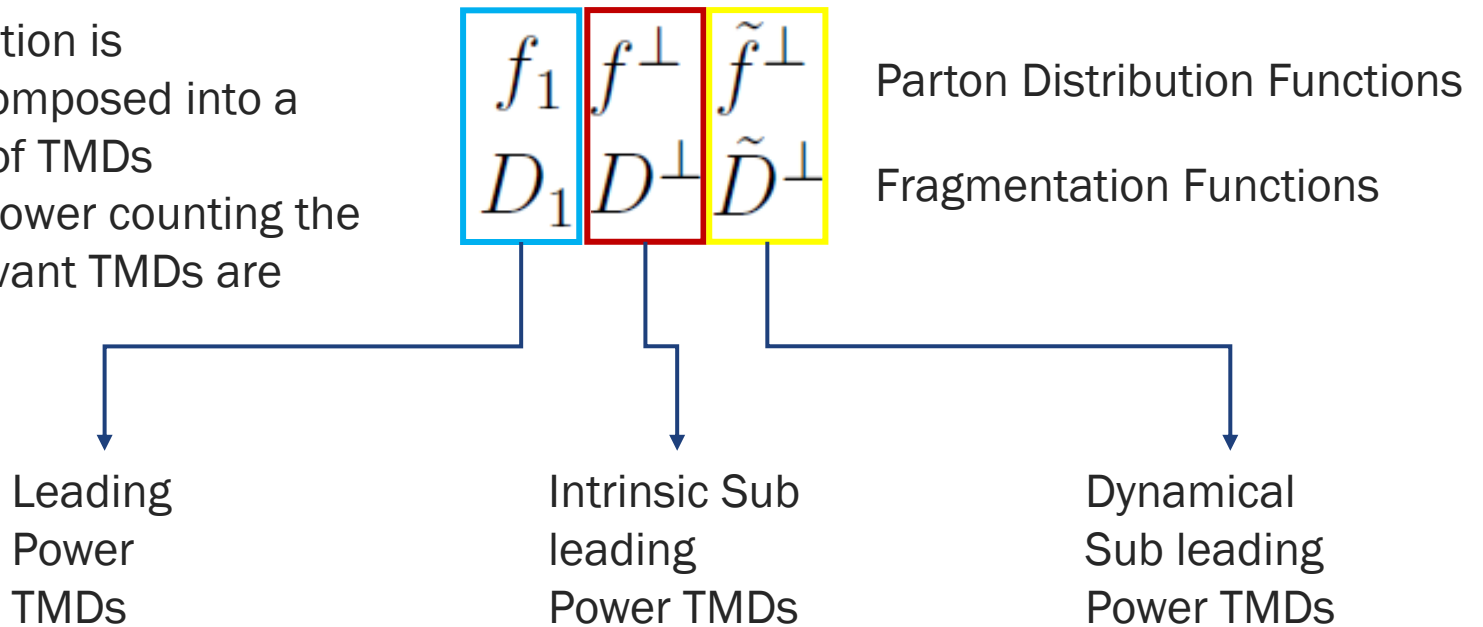 tion is
omposed into a
of TMDs
ower counting the
vant TMDs are
f₁ f^⊥ f̃^⊥
D₁ D^⊥ D̃^⊥
Parton Distribution Functions
Fragmentation Functions
Leading
Power
TMDs
Intrinsic Sub
leading
Power TMDs
Dynamical
Sub leading
Power TMDs